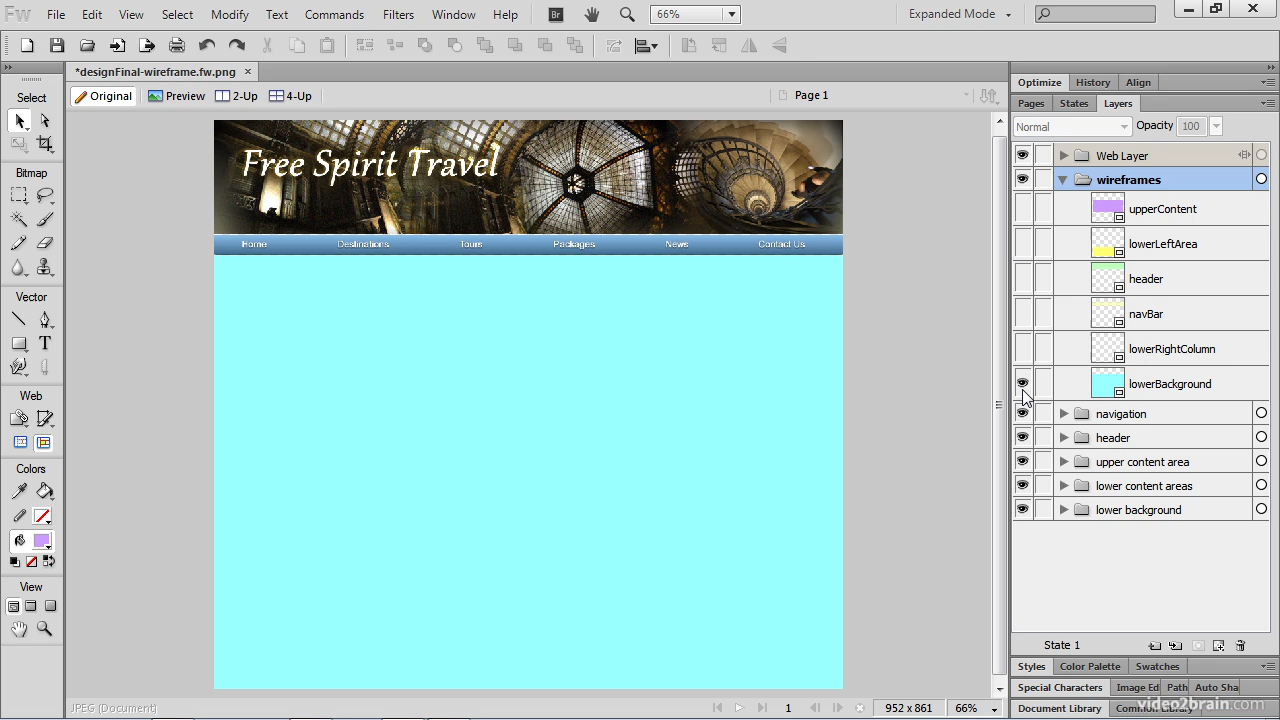 Fw File Edit View Select Modify Text Commands Filters Window Help Br 66% Expanded Mode
*designFinal-wireframe.fw.png
Original Preview 2-Up 4-Up Page 1
Select
Bitmap
Vector
T
Web
Colors
View
Free Spirit Travel
Home Destinations Tours Packages News Contact Us
JPEG (Document) 1 952 x 861 66%
Optimize History Align
Pages States Layers
Normal Opacity 100
Web Layer
wireframes
upperContent
lowerLeftArea
header
navBar
lowerRightColumn
lowerBackground
navigation
header
upper content area
lower content areas
lower background
State 1
Styles Color Palette Swatches
Special Characters Image Ed Path Auto Sha
Document Library Common Library
video2brain.com